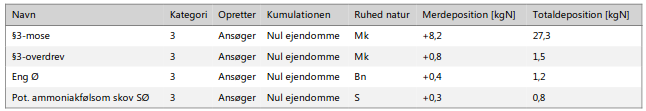 Navn Kategori Opretter Kumulationen Ruhed natur Merdeposition [kgN] Totaldeposition [kgN]
§3-mose 3 Ansøger Nul ejendomme Mk +8,2 27,3
§3-overdrev 3 Ansøger Nul ejendomme Mk +0,8 1,5
Eng Ø 3 Ansøger Nul ejendomme Bn +0,4 1,2
Pot. ammoniakfølsom skov SØ 3 Ansøger Nul ejendomme S +0,3 0,8